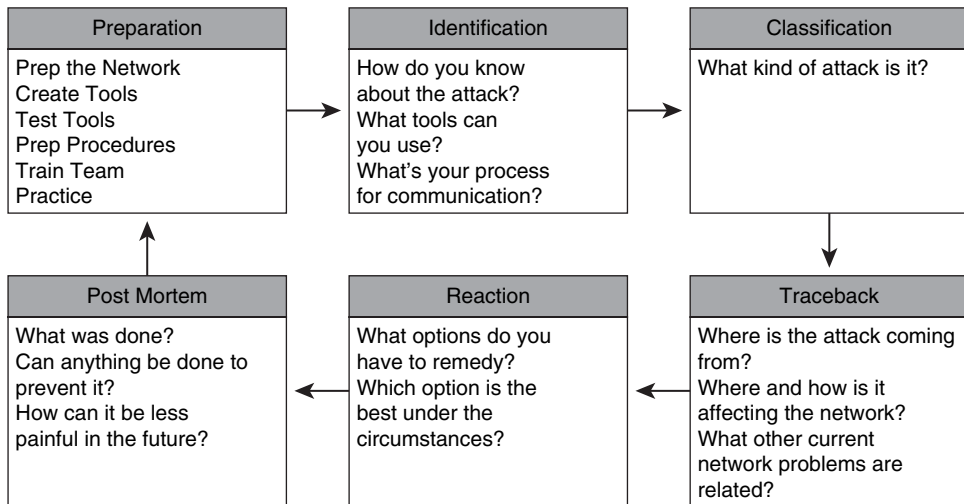 Preparation
Prep the Network
Create Tools
Test Tools
Prep Procedures
Train Team
Practice
Identification
How do you know
about the attack?
What tools can
you use?
What's your process
for communication?
Classification
What kind of attack is it?
Traceback
Where is the attack coming
from?
Where and how is it
affecting the network?
What other current
network problems are
related?
Reaction
What options do you
have to remedy?
Which option is the
best under the
circumstances?
Post Mortem
What was done?
Can anything be done to
prevent it?
How can it be less
painful in the future?